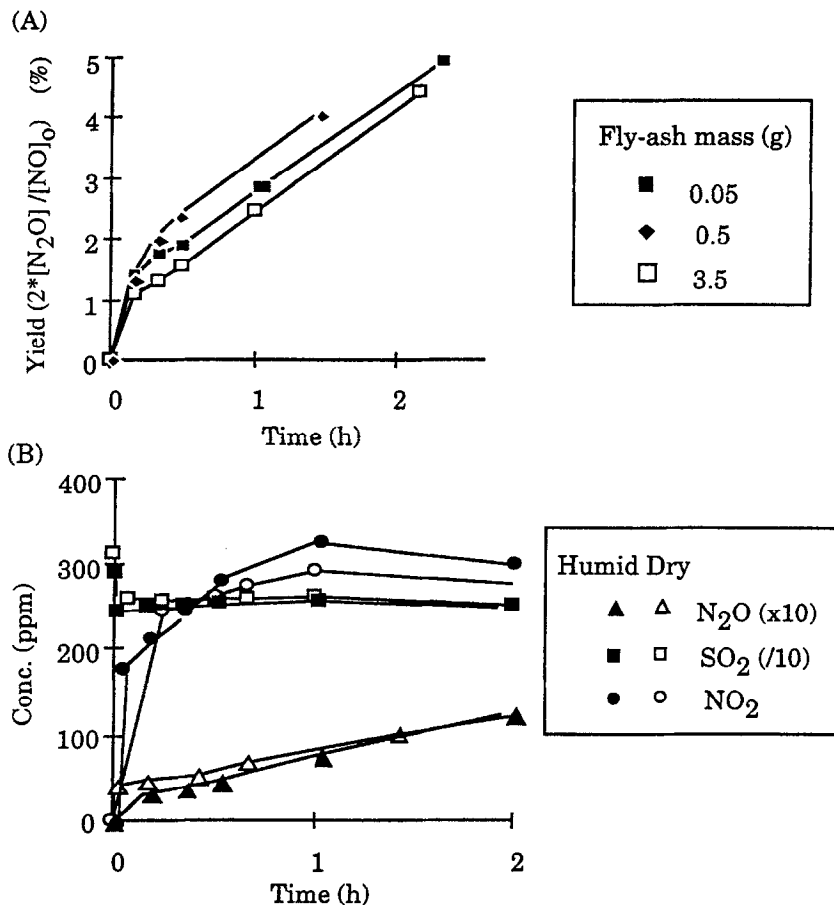 (A)
Yield (2*[N2O] /[NO]o) (%)
5
4
3
2
1
0
0 1 2
Time (h)
Fly-ash mass (g)
0.05
0.5
3.5
(B)
Conc. (ppm)
400
300
200
100
0
0 1 2
Time (h)
Humid Dry
N2O (x10)
SO2 (/10)
NO2